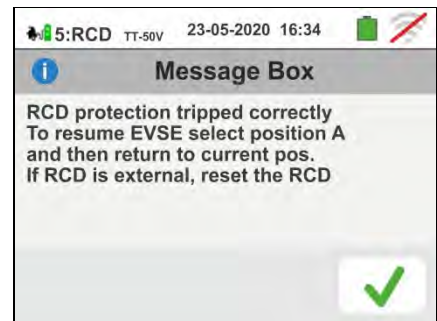 5:RCD TT-50V 23-05-2020 16:34
Message Box
RCD protection tripped correctly
To resume EVSE select position A
and then return to current pos.
If RCD is external, reset the RCD